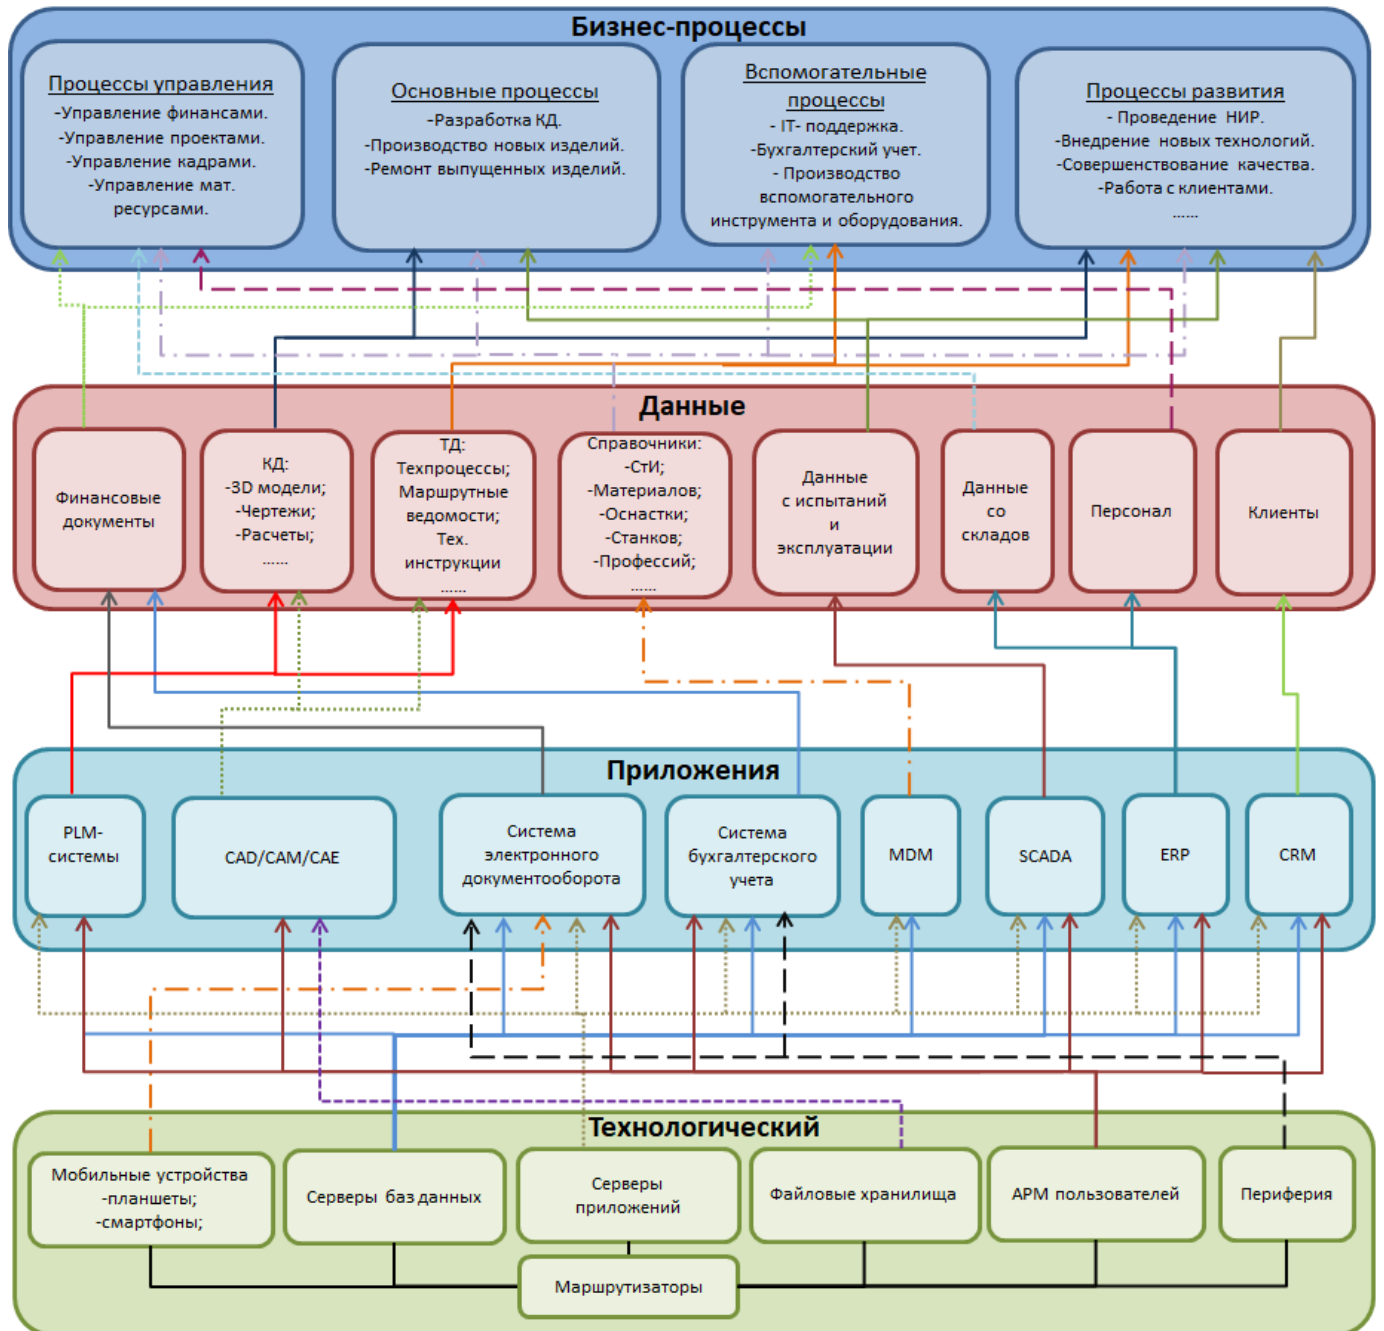 Бизнес-процессы
Процессы управления
-Управление финансами.
-Управление проектами.
-Управление кадрами.
-Управление мат.
ресурсами.
Основные процессы
-Разработка КД.
-Производство новых изделий.
-Ремонт выпущенных изделий.
Вспомогательные
процессы
- IT- поддержка.
-Бухгалтерский учет.
- Производство
вспомогательного
инструмента и оборудования.
Процессы развития
- Проведение НИР.
-Внедрение новых технологий.
-Совершенствование качества.
-Работа с клиентами.
......
Данные
Финансовые
документы
КД:
-3D модели;
-Чертежи;
-Расчеты;
......
ТД:
Техпроцессы;
Маршрутные
ведомости;
Тех.
инструкции
......
Справочники:
-СтИ;
-Материалов;
-Оснастки;
-Станков;
-Профессий;
......
Данные
с испытаний
и
эксплуатации
Данные
со
складов
Персонал
Клиенты
Приложения
PLM-
системы
CAD/CAM/CAE
Система
электронного
документооборота
Система
бухгалтерского
учета
MDM
SCADA
ERP
CRM
Технологический
Мобильные устройства
-планшеты;
-смартфоны;
Серверы баз данных
Серверы
приложений
Файловые хранилища
АРМ пользователей
Периферия
Маршрутизаторы